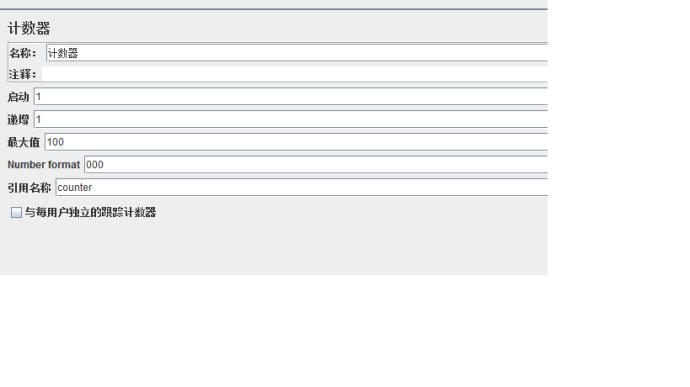 计数器
名称： 计数器
注释：
启动 1
递增 1
最大值 100
Number format 000
引用名称 counter
与每用户独立的跟踪计数器